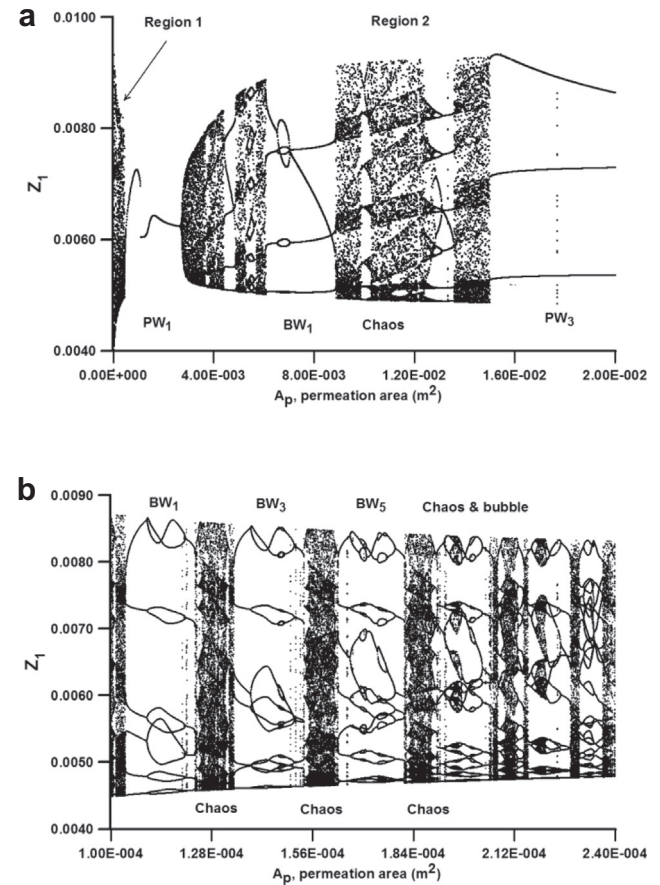 a
Region 1
Region 2
0.0100
0.0080
Z1
0.0060
0.0040
PW1
BW1
Chaos
PW3
0.00E+000
4.00E-003
8.00E-003
1.20E-002
1.60E-002
2.00E-002
Ap, permeation area (m2)
b
BW1
BW3
BW5
Chaos & bubble
0.0090
0.0080
0.0070
Z1
0.0060
0.0050
0.0040
Chaos
Chaos
Chaos
1.00E-004
1.28E-004
1.56E-004
1.84E-004
2.12E-004
2.40E-004
Ap, permeation area (m2)